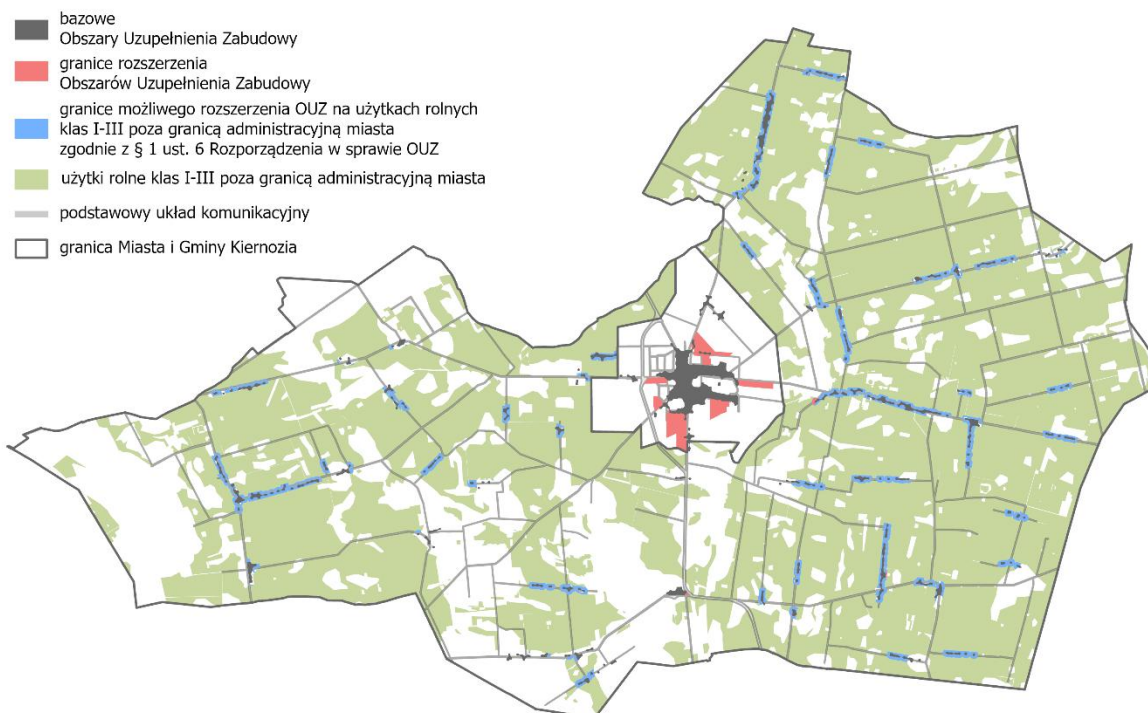 bazowe
Obszary Uzupełnienia Zabudowy
granice rozszerzenia
Obszarów Uzupełnienia Zabudowy
granice możliwego rozszerzenia OUZ na użytkach rolnych
klas I-III poza granicą administracyjną miasta
zgodnie z § 1 ust. 6 Rozporządzenia w sprawie OUZ
użytki rolne klas I-III poza granicą administracyjną miasta
podstawowy układ komunikacyjny
granica Miasta i Gminy Kiernozia